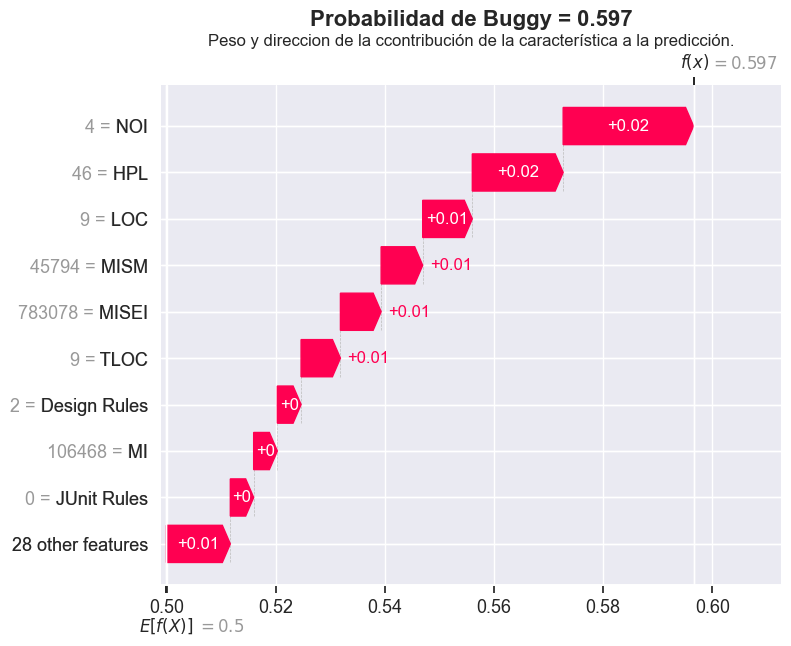 Probabilidad de Buggy = 0.597
Peso y direccion de la ccontribución de la característica a la predicción.
f(x) = 0.597
4 = NOI
+0.02
46 = HPL
+0.02
9 = LOC
+0.01
45794 = MISM
+0.01
783078 = MISEI
+0.01
9 = TLOC
+0.01
2 = Design Rules
+0
106468 = MI
+0
0 = JUnit Rules
+0
28 other features
+0.01
0.50 0.52 0.54 0.56 0.58 0.60
E[f(X)] = 0.5